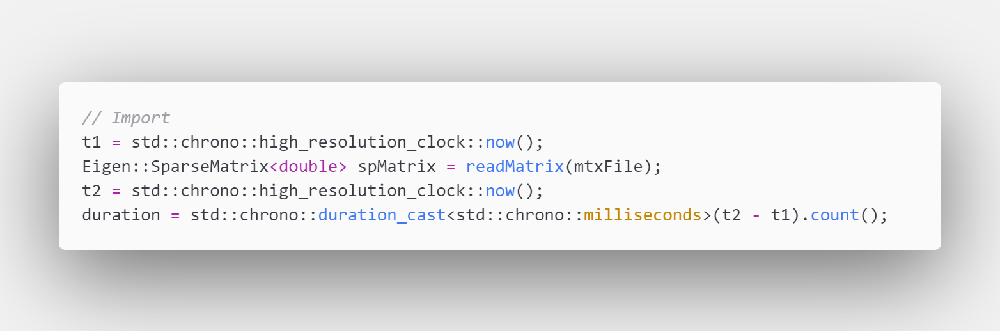 // Import
t1 = std::chrono::high_resolution_clock::now();
Eigen::SparseMatrix<double> spMatrix = readMatrix(mtxFile);
t2 = std::chrono::high_resolution_clock::now();
duration = std::chrono::duration_cast<std::chrono::milliseconds>(t2 - t1).count();